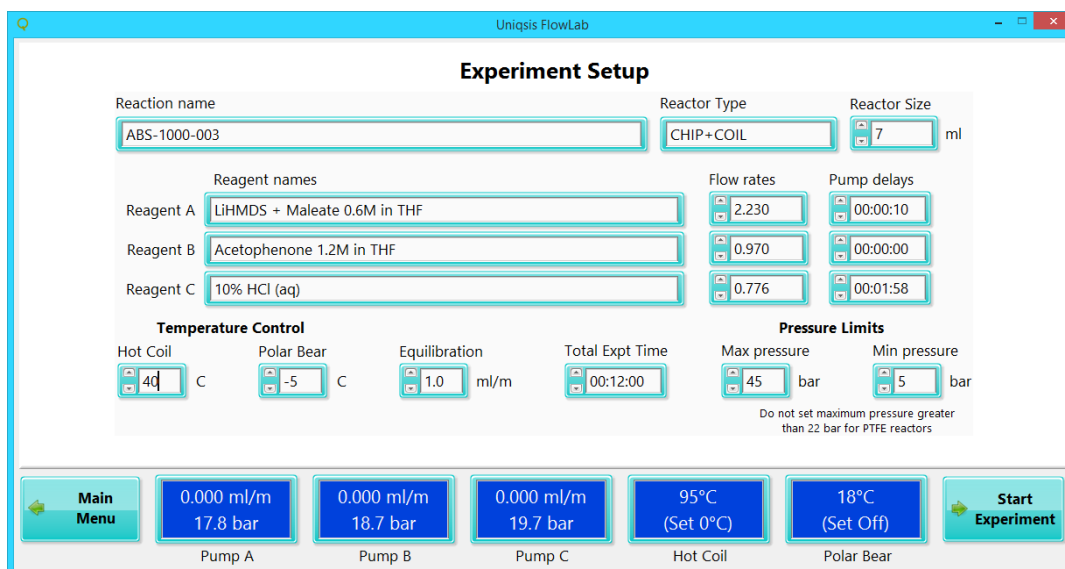 Uniqsis FlowLab
Experiment Setup
Reaction name Reactor Type Reactor Size
ABS-1000-003 CHIP+COIL 7 ml
Reagent names Flow rates Pump delays
Reagent A LiHMDS + Maleate 0.6M in THF 2.230 00:00:10
Reagent B Acetophenone 1.2M in THF 0.970 00:00:00
Reagent C 10% HCl (aq) 0.776 00:01:58
Temperature Control Pressure Limits
Hot Coil Polar Bear Equilibration Total Expt Time Max pressure Min pressure
40 C -5 C 1.0 ml/m 00:12:00 45 bar 5 bar
Do not set maximum pressure greater
than 22 bar for PTFE reactors
Main Menu
0.000 ml/m
17.8 bar
Pump A
0.000 ml/m
18.7 bar
Pump B
0.000 ml/m
19.7 bar
Pump C
95°C
(Set 0°C)
Hot Coil
18°C
(Set Off)
Polar Bear
Start
Experiment